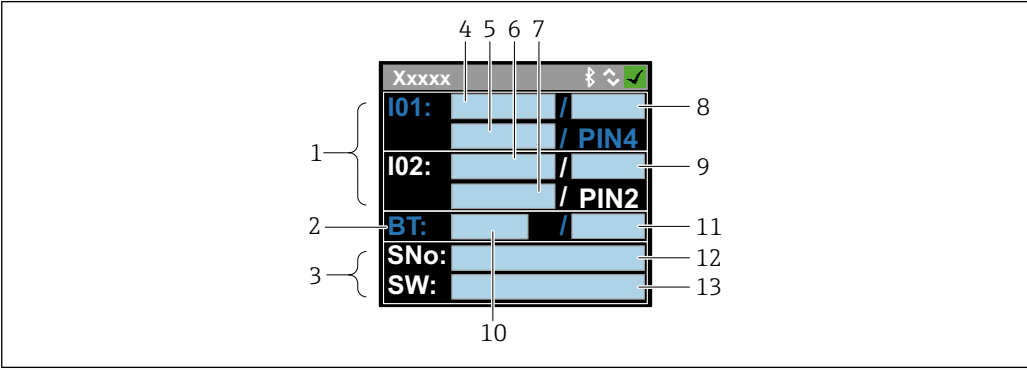 4 5 6 7
Xxxxx
I01: / 8
1 / PIN4
I02: / 9
/ PIN2
2 BT: / 11
SNo: 12
3 SW: 13
10